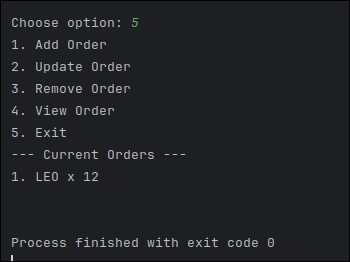 Choose option: 5
1. Add Order
2. Update Order
3. Remove Order
4. View Order
5. Exit
--- Current Orders ---
1. LEO x 12
Process finished with exit code 0